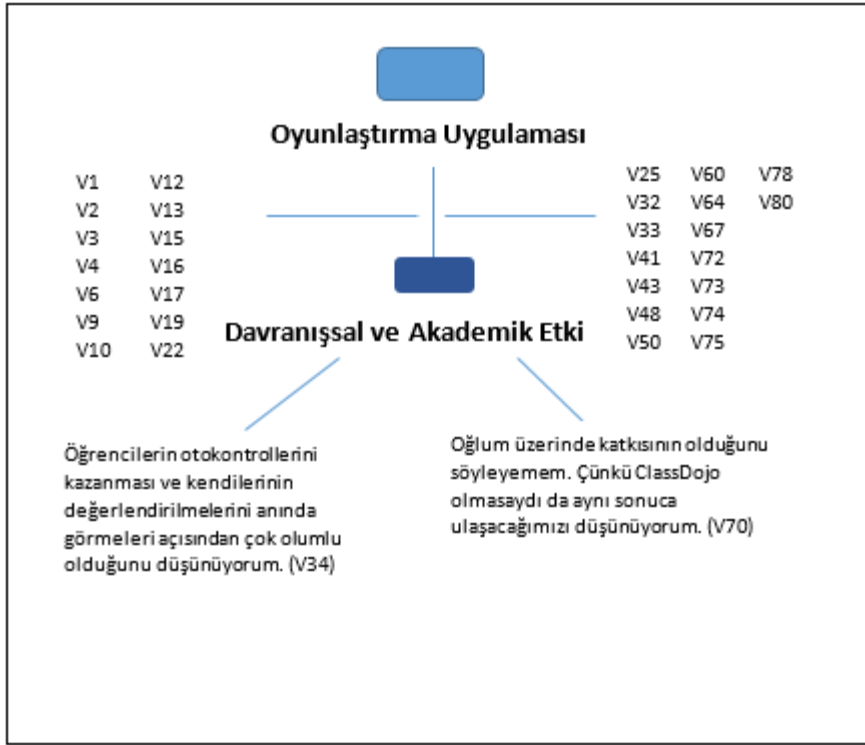 Oyunlaştırma Uygulaması
V1 V12
V2 V13
V3 V15
V4 V16
V6 V17
V9 V19
V10 V22
V25 V60 V78
V32 V64 V80
V33 V67
V41 V72
V43 V73
V48 V74
V50 V75
Davranışsal ve Akademik Etki
Öğrencilerin otokontrollerini
kazanması ve kendilerinin
değerlendirilmelerini anında
görmeleri açısından çok olumlu
olduğunu düşünüyorum. (V34)
Oğlum üzerinde katkısının olduğunu
söyleyemem. Çünkü ClassDojo
olmasaydı da aynı sonuca
ulaşacağımızı düşünüyorum. (V70)